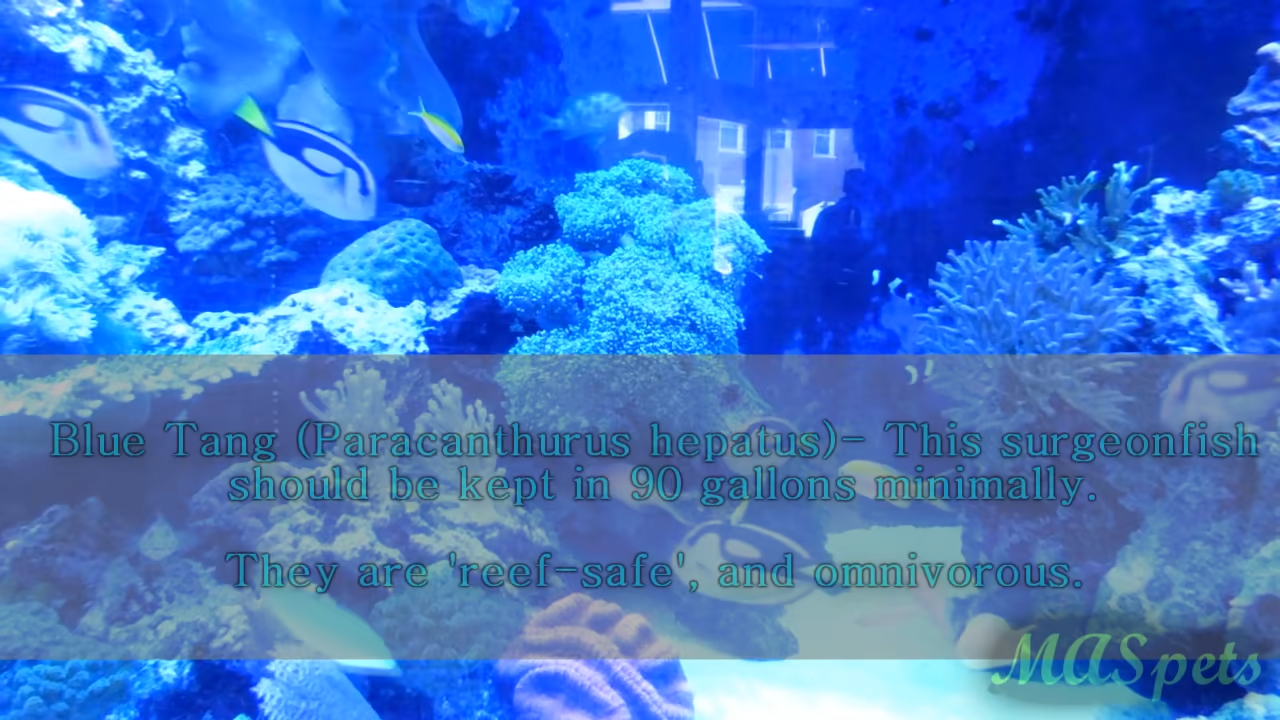 Blue Tang (Paracanthurus hepatus)- This surgeonfish
should be kept in 90 gallons minimally.
They are 'reef-safe', and omnivorous.
MASpets